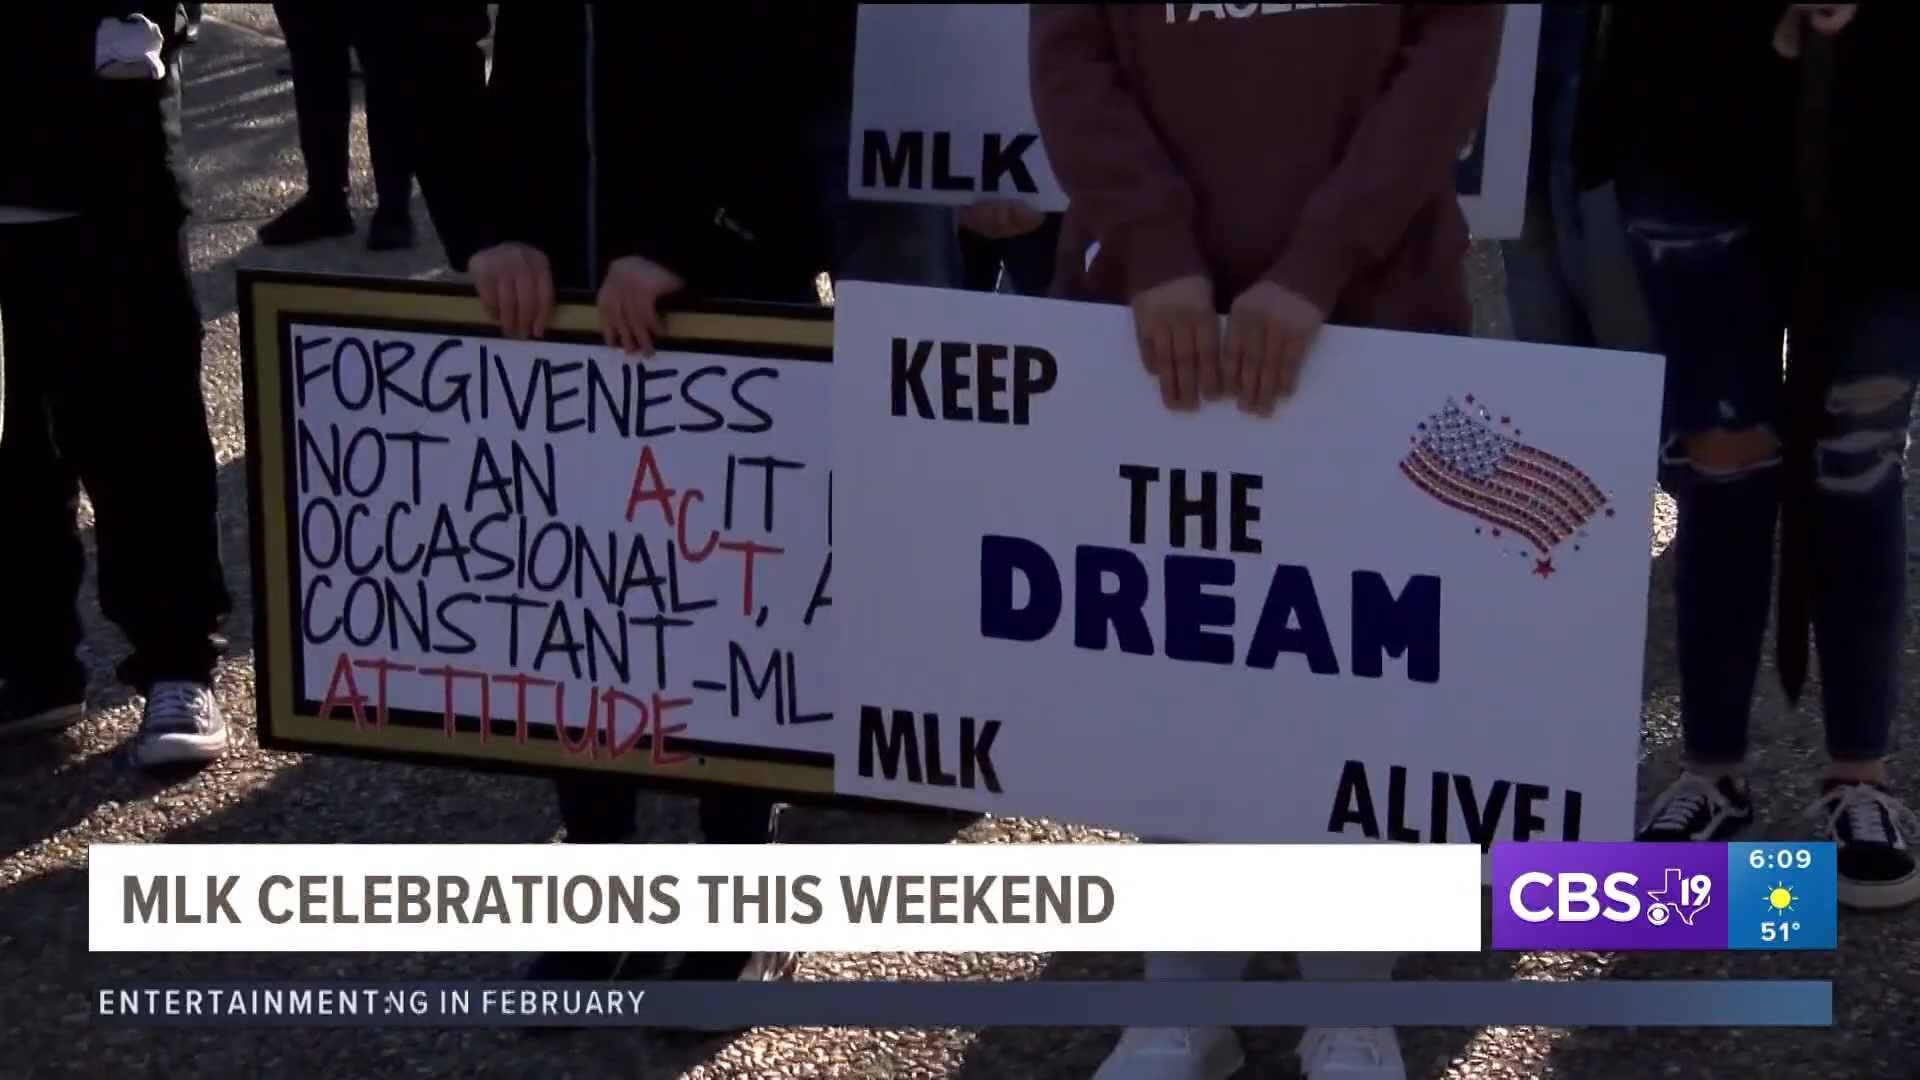 MLK
FORGIVENESS
NOT AN
ACT
IT
OCCASIONAL
CONSTANT
ATTITUDE.
KEEP
THE
DREAM
MLK
ALIVE!
MLK CELEBRATIONS THIS WEEKEND
CBS 19
6:09
51°
ENTERTAINMENT:NG IN FEBRUARY